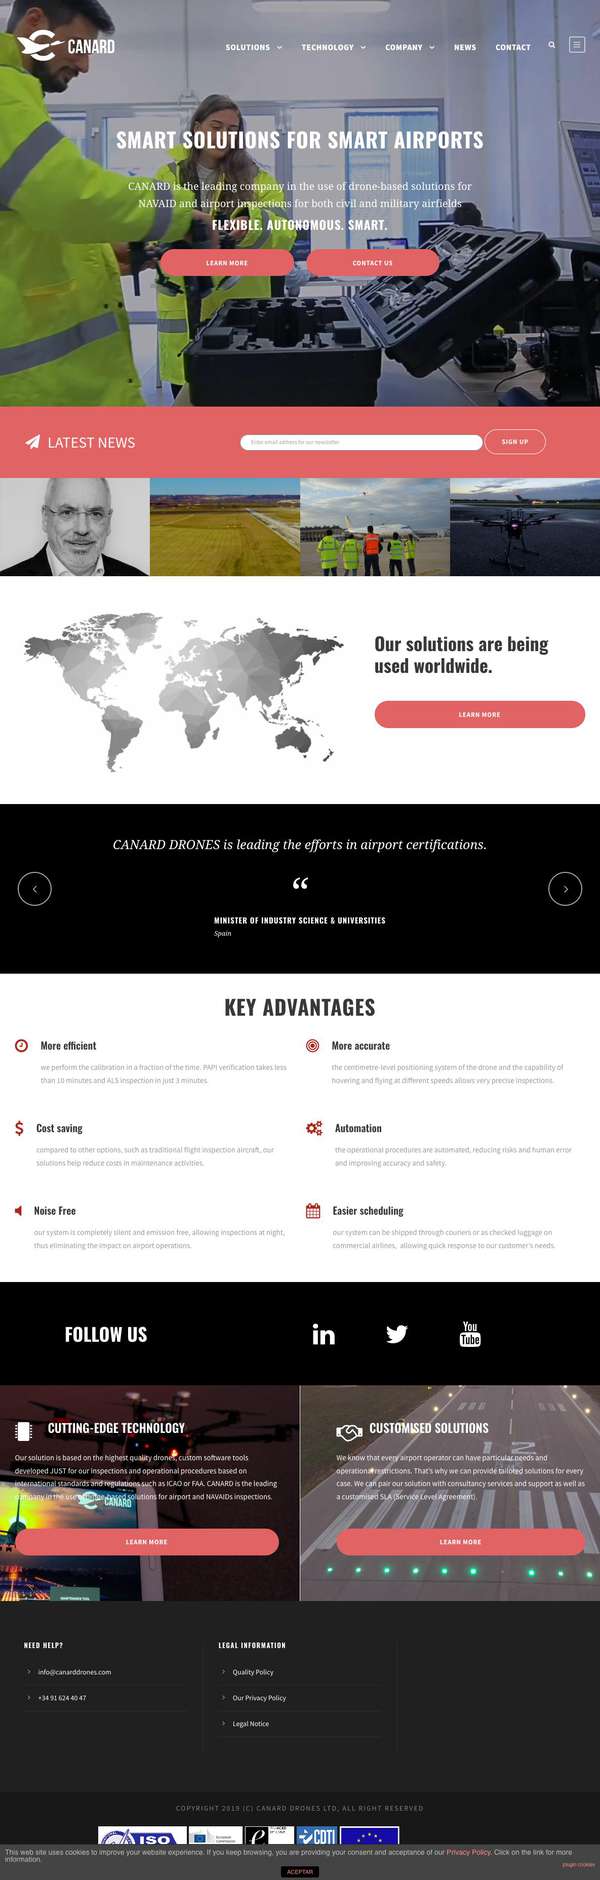 CANARD
SOLUTIONS
TECHNOLOGY
COMPANY
NEWS
CONTACT
SMART SOLUTIONS FOR SMART AIRPORTS
CANARD is the leading company in the use of drone-based solutions for
NAVAID and airport inspections for both civil and military airfields
FLEXIBLE. AUTONOMOUS. SMART.
LEARN MORE
CONTACT US
LATEST NEWS
Enter email address for our newsletter
SIGN UP
Our solutions are being
used worldwide.
LEARN MORE
CANARD DRONES is leading the efforts in airport certifications.
“
MINISTER OF INDUSTRY SCIENCE & UNIVERSITIES
Spain
KEY ADVANTAGES
More efficient
we perform the calibration in a fraction of the time. PAPI verification takes less
than 10 minutes and ALS inspection in just 3 minutes.
More accurate
the centimetre-level positioning system of the drone and the capability of
hovering and flying at different speeds allows very precise inspections.
Cost saving
compared to other options, such as traditional flight inspection aircraft, our
solutions help reduce costs in maintenance activities.
Automation
the operational procedures are automated, reducing risks and human error
and improving accuracy and safety.
Noise Free
our system is completely silent and emission free, allowing inspections at night,
thus eliminating the impact on airport operations.
Easier scheduling
our system can be shipped through couriers or as checked luggage on
commercial airlines, allowing quick response to our customer's needs.
FOLLOW US
in
You
Tube
CUTTING-EDGE TECHNOLOGY
Our solution is based on the highest quality drones, custom software tools
developed JUST for our inspections and operational procedures based on
international standards and regulations such as ICAO or FAA. CANARD is the leading
company in the use of drone-based solutions for airport and NAVAIDs inspections.
CANARD
LEARN MORE
CUSTOMISED SOLUTIONS
We know that every airport operator can have particular needs and
operational restrictions. That's why we can provide tailored solutions for every
case. We can pair our solution with consultancy services and support as well as
a customised SLA (Service Level Agreement).
12
LEARN MORE
NEED HELP?
info@canarddrones.com
+34 91 624 40 47
LEGAL INFORMATION
Quality Policy
Our Privacy Policy
Legal Notice
COPYRIGHT 2019 (C) CANARD DRONES LTD, ALL RIGHT RESERVED
ISO
European
Commission
e
CDTI
This web site uses cookies to improve your website experience. If you keep browsing, you are providing your consent and acceptance of our Privacy Policy. Click on the link for more
information.
plugin cookies
ACEPTAR